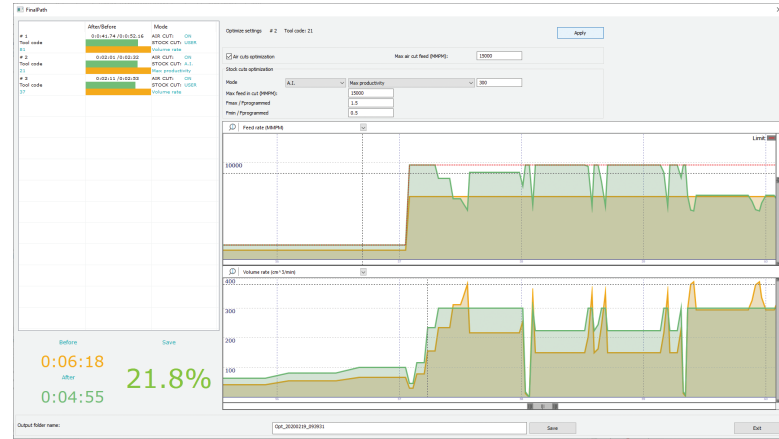 FinalPath
After/Before Mode
# 1 0:0:41.74 /0:0:52.16 AIR CUT: ON
Tool code STOCK CUT: USER
81 Volume rate
# 2 0:02:01 /0:02:32 AIR CUT: ON
Tool code STOCK CUT: A.I.
21 Max productivity
# 3 0:02:11 /0:02:53 AIR CUT: ON
Tool code STOCK CUT: USER
27 Volume rate
Before Save
0:06:18
21.8%
After
0:04:55
Optimize settings # 2 Tool code: 21
Apply
Air cuts optimization Max air cut feed (MMPM): 15000
Stock cuts optimization
Mode A.I. Max productivity 300
Max feed in cut (MMPM): 15000
Fmax /Fprogrammed 1.5
Fmin /Fprogrammed 0.5
Feed rate (MMPM)
Limit
10000
Volume rate (cm^3/min)
400
300
200
100
Output folder name: Opt_20200219_093931 Save Exit